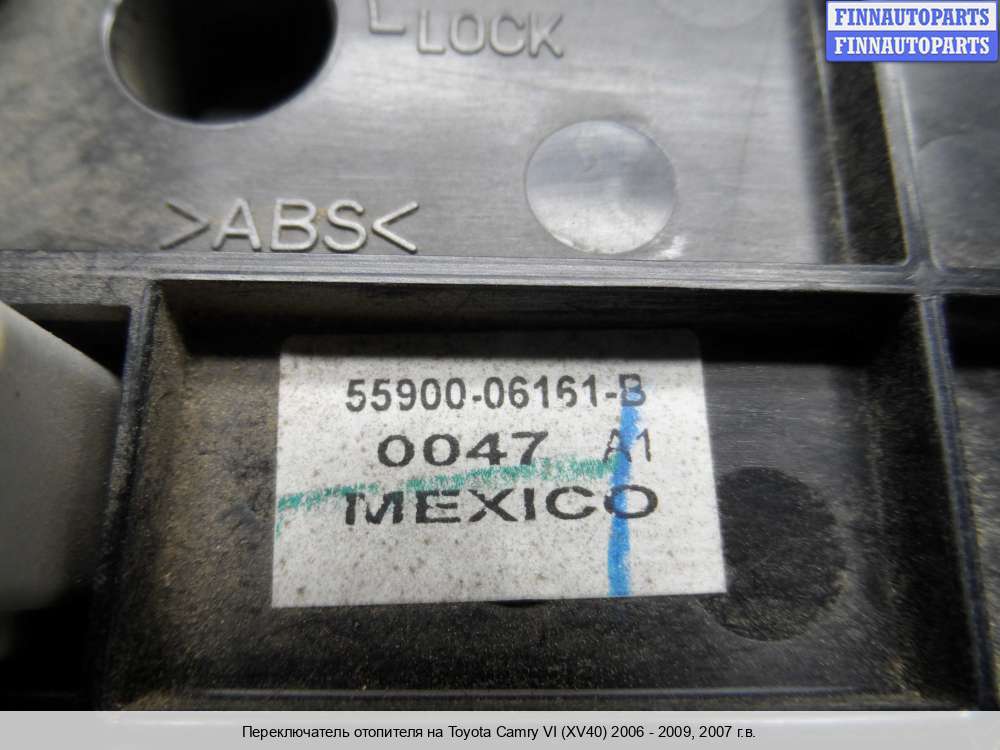 FINNAUTOPARTS
FINNAUTOPARTS
LOCK
>ABS<
55900-06161-B
0047 A1
MEXICO
Переключатель отопителя на Toyota Camry VI (XV40) 2006 - 2009, 2007 г.в.